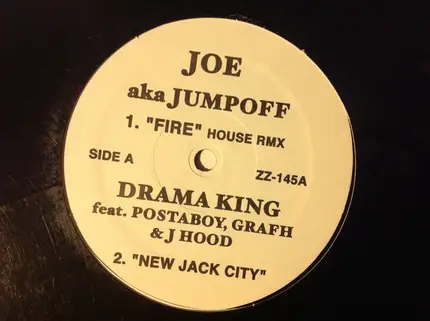 JOE
aka JUMPOFF
1. "FIRE" HOUSE RMX
SIDE A
ZZ-145A
DRAMA KING
feat. POSTABOY, GRAFH
& J HOOD
2. "NEW JACK CITY"